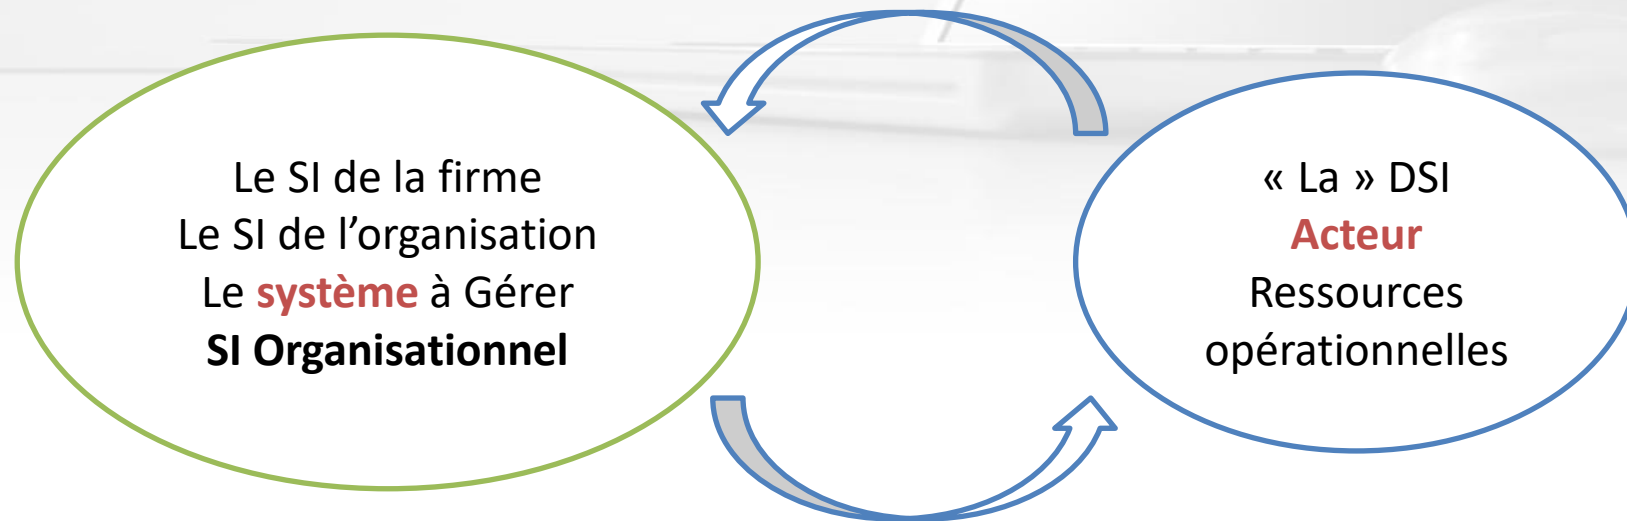 Le SI de la firme
Le SI de l’organisation
Le système à Gérer
SI Organisationnel
« La » DSI
Acteur
Ressources
opérationnelles